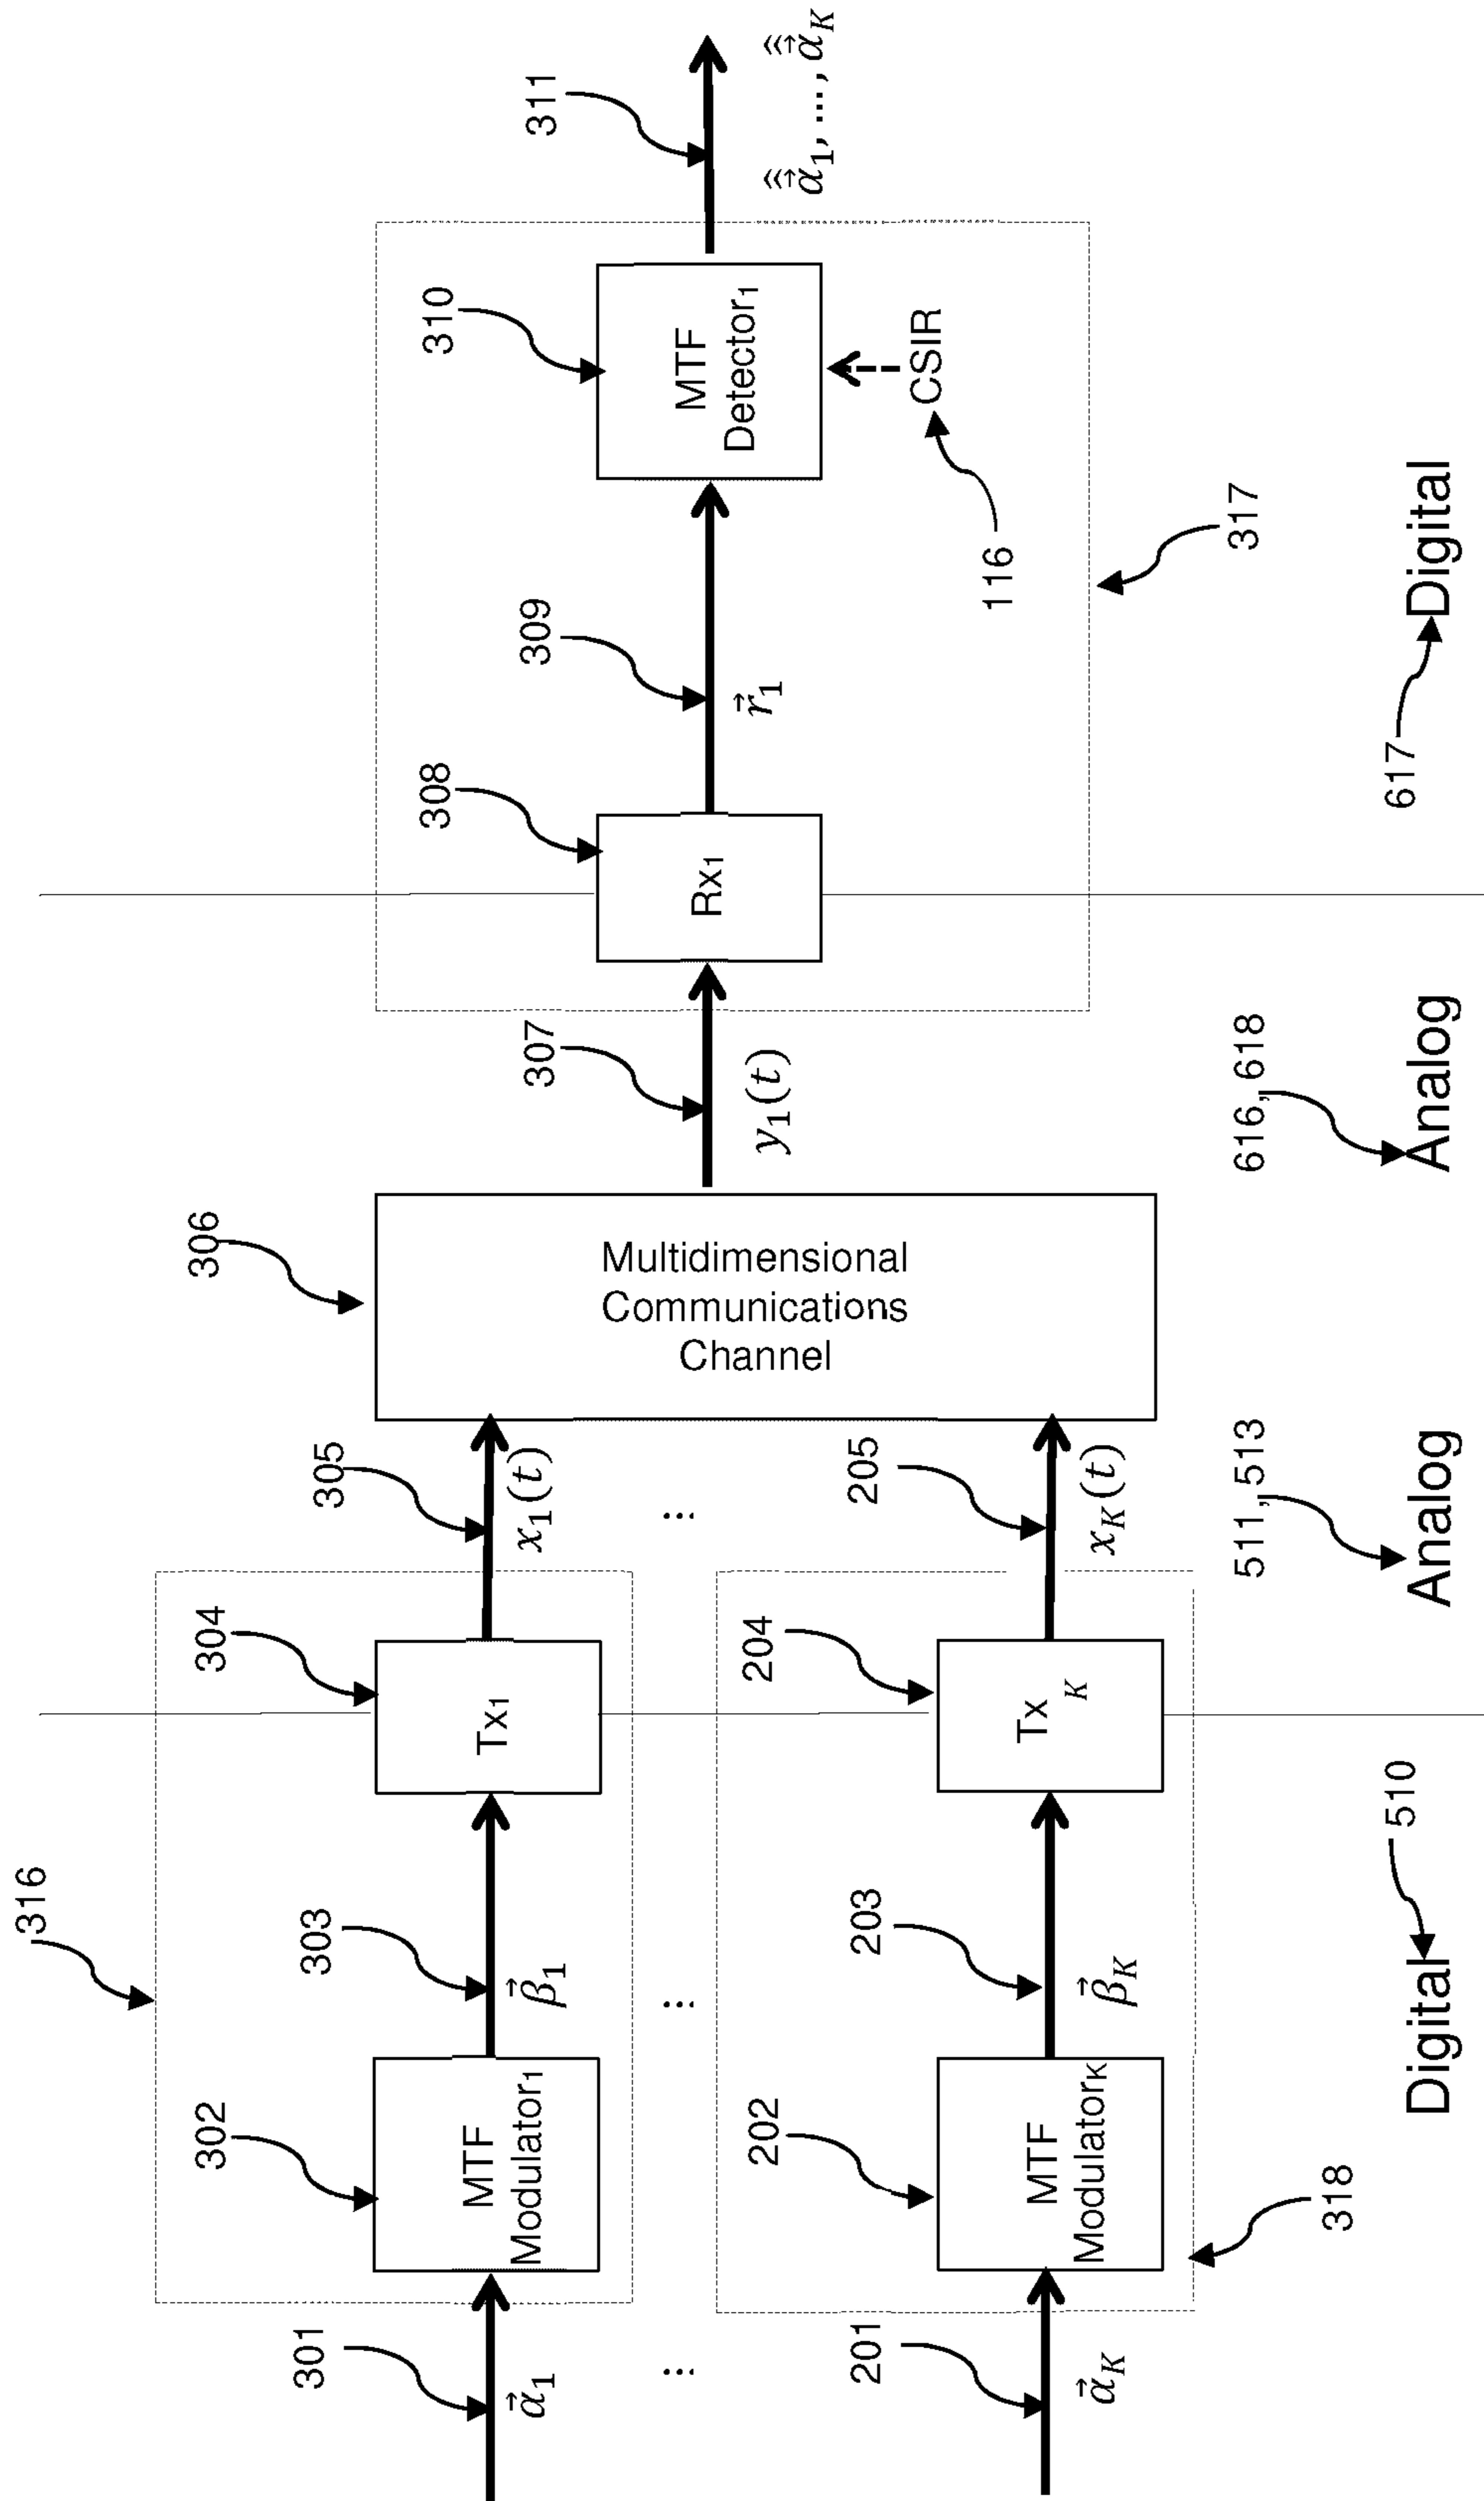 316
301
302
303
304
305
306
307
308
309
310
311
α⃗₁
MTF
Modulator₁
β⃗₁
Tx₁
x₁(t)
Multidimensional
Communications
Channel
y₁(t)
Rx₁
r⃗₁
MTF
Detector₁
CSIR
116
α⃗̂̂₁,...,α⃗̂̂_K
...
...
...
201
202
203
204
205
α⃗_K
MTF
Modulator_K
β⃗_K
Tx
K
x_K(t)
318
317
511, 513
616, 618
510
617
Digital
Analog
Analog
Digital